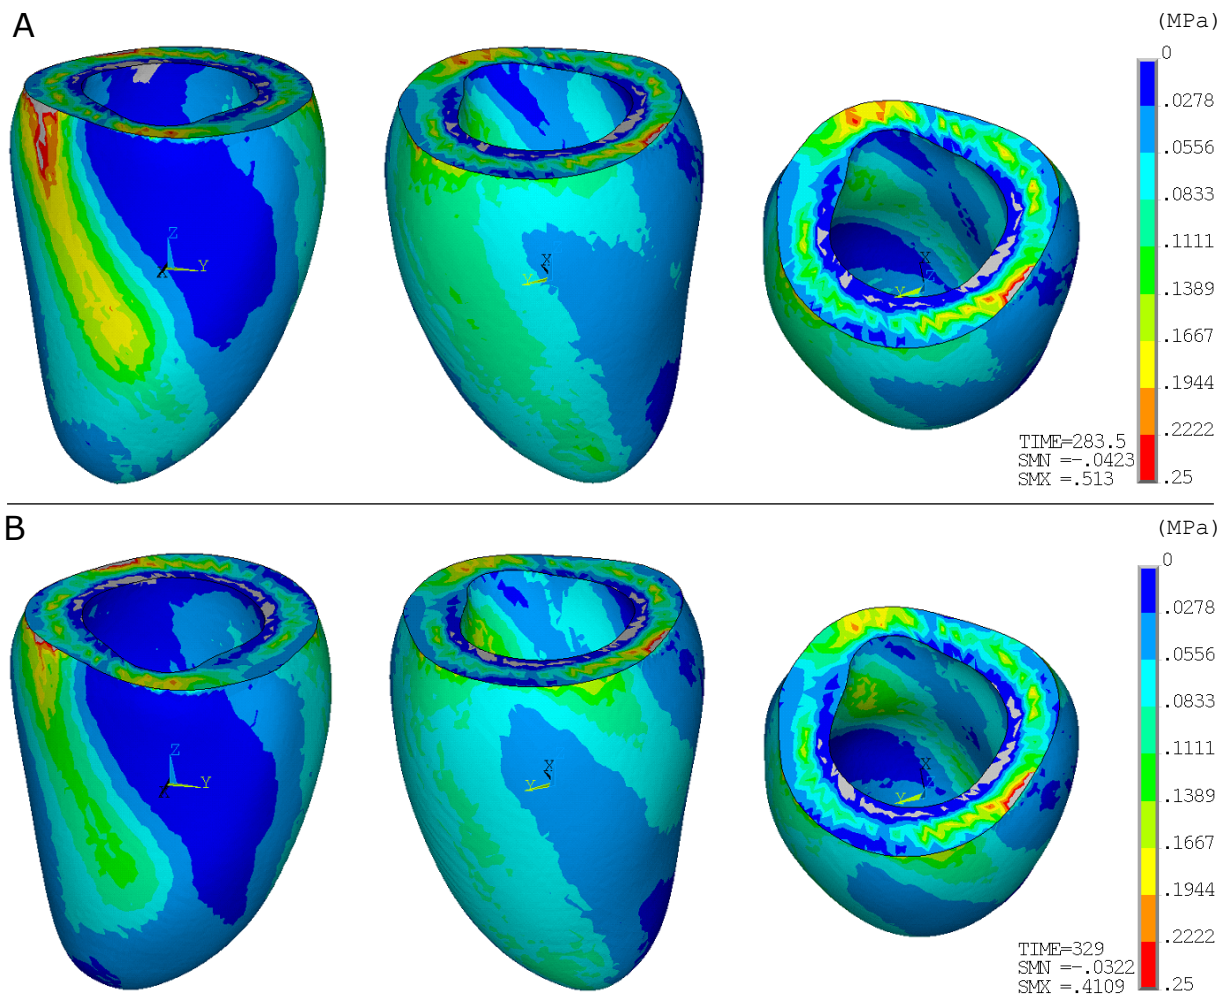 A
(MPa)
0
.0278
.0556
.0833
.1111
.1389
.1667
.1944
.2222
.25
Z
X
Y
X
Y
X
Y
TIME=283.5
SMN =-.0423
SMX =.513
B
(MPa)
0
.0278
.0556
.0833
.1111
.1389
.1667
.1944
.2222
.25
Z
X
Y
X
Y
X
Y
TIME=329
SMN =-.0322
SMX =.4109